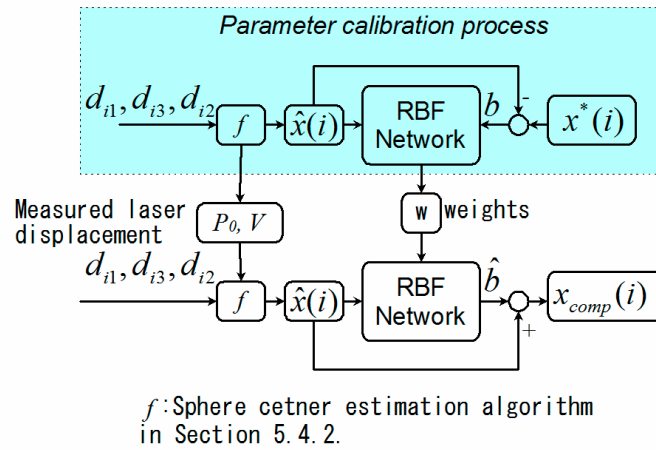 Parameter calibration process
d_{i1}, d_{i3}, d_{i2}
f
x̂(i)
RBF Network
b
-
x*(i)
Measured laser displacement
P₀, V
w
weights
d_{i1}, d_{i3}, d_{i2}
f
x̂(i)
RBF Network
b̂
+
x_{comp}(i)
f:Sphere cetner estimation algorithm
in Section 5.4.2.